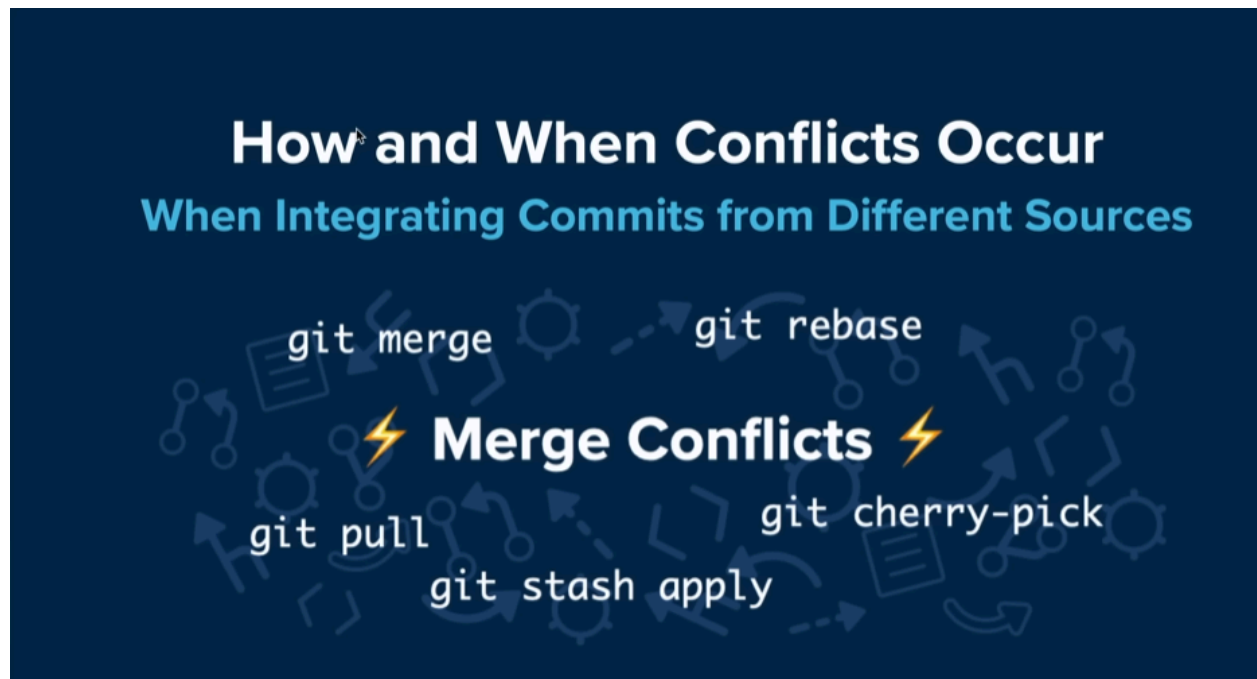 How and When Conflicts Occur
When Integrating Commits from Different Sources
git merge
git rebase
⚡ Merge Conflicts ⚡
git pull
git cherry-pick
git stash apply